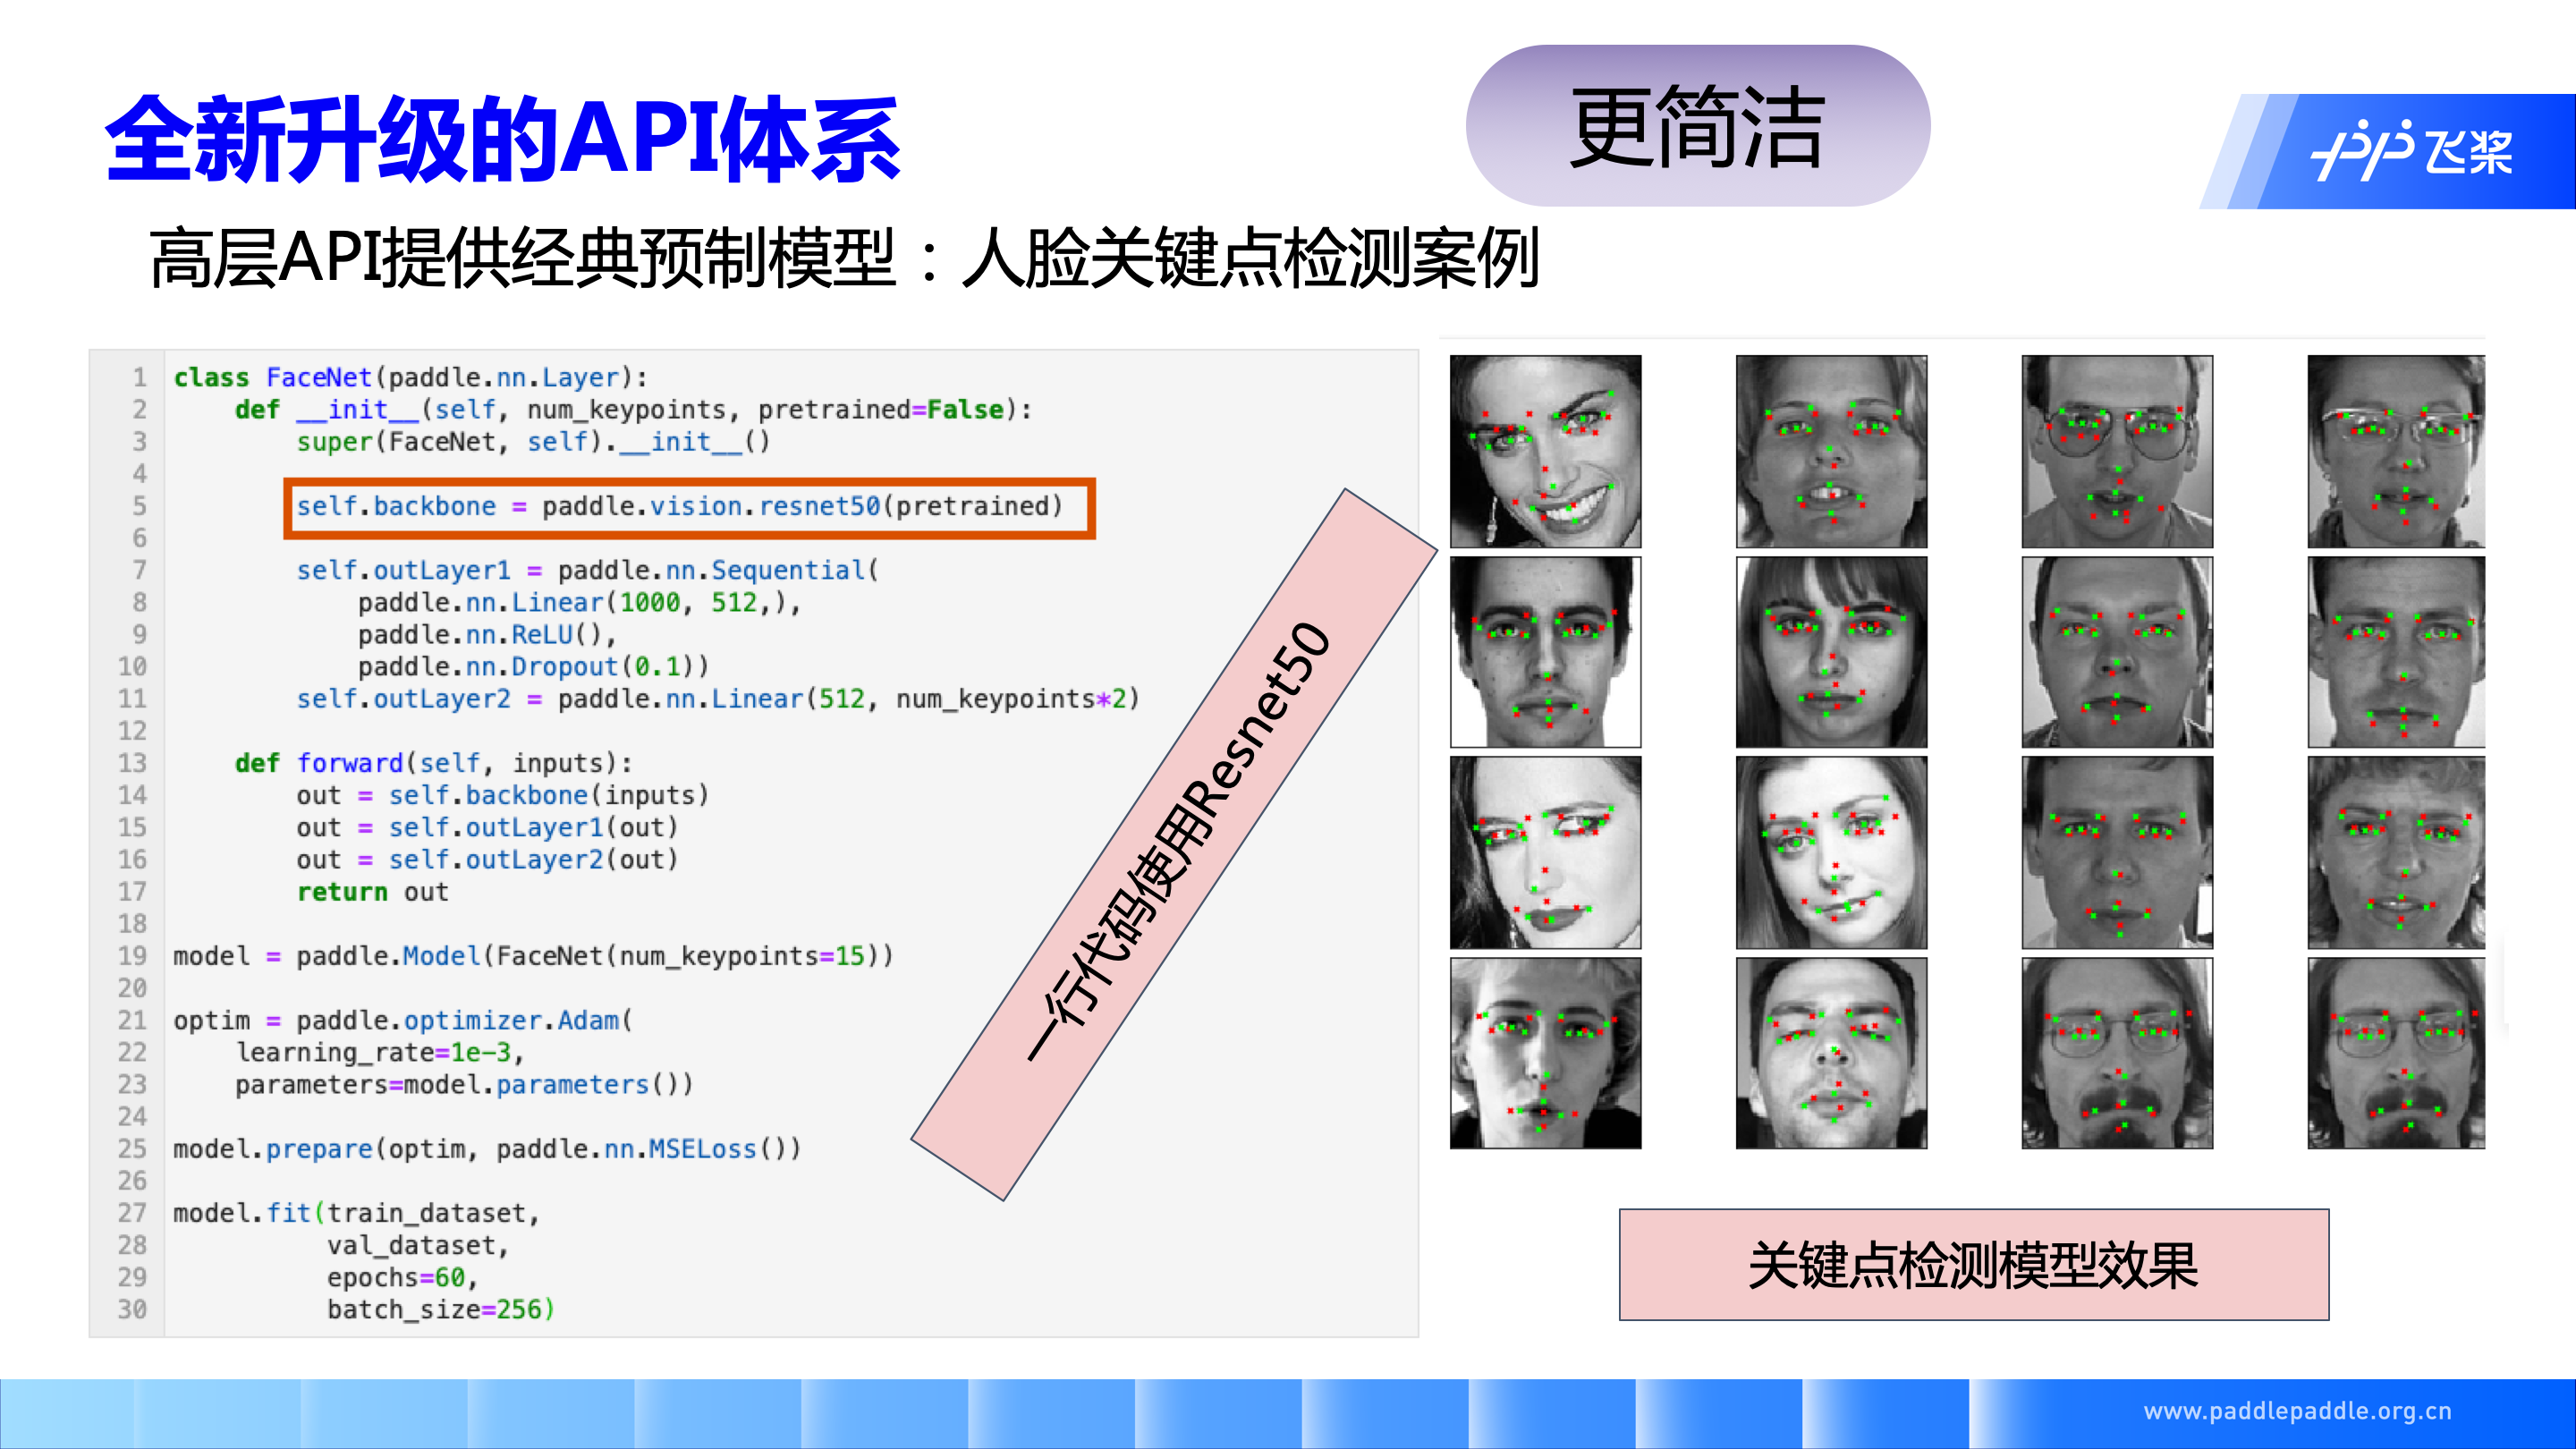 全新升级的API体系
更简洁
飞桨
高层API提供经典预制模型：人脸关键点检测案例
1 class FaceNet(paddle.nn.Layer):
2     def __init__(self, num_keypoints, pretrained=False):
3         super(FaceNet, self).__init__()
4
5         self.backbone = paddle.vision.resnet50(pretrained)
6
7         self.outLayer1 = paddle.nn.Sequential(
8             paddle.nn.Linear(1000, 512,),
9             paddle.nn.ReLU(),
10             paddle.nn.Dropout(0.1))
11         self.outLayer2 = paddle.nn.Linear(512, num_keypoints*2)
12
13     def forward(self, inputs):
14         out = self.backbone(inputs)
15         out = self.outLayer1(out)
16         out = self.outLayer2(out)
17         return out
18
19 model = paddle.Model(FaceNet(num_keypoints=15))
20
21 optim = paddle.optimizer.Adam(
22     learning_rate=1e-3,
23     parameters=model.parameters())
24
25 model.prepare(optim, paddle.nn.MSELoss())
26
27 model.fit(train_dataset,
28           val_dataset,
29           epochs=60,
30           batch_size=256)
一行代码使用Resnet50
关键点检测模型效果
www.paddlepaddle.org.cn